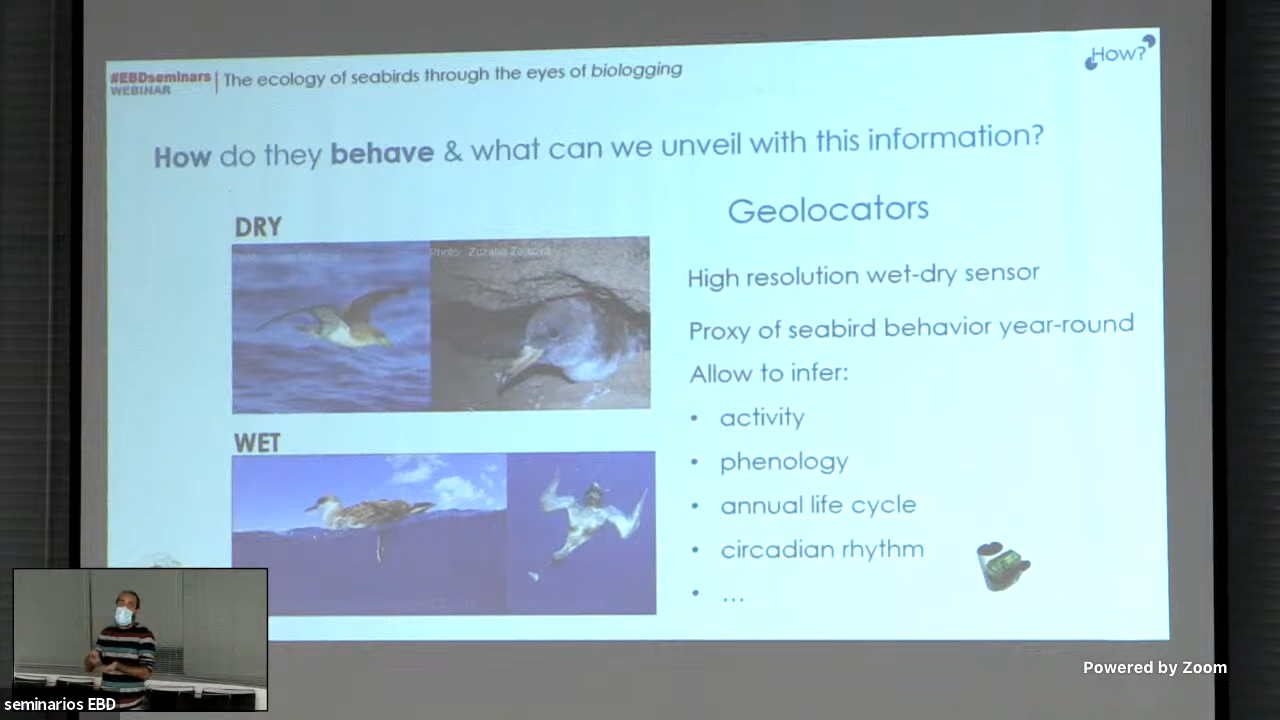 #EBDseminars
WEBINAR
The ecology of seabirds through the eyes of biologging
How?
How do they behave & what can we unveil with this information?
DRY
Photo Zuzana Zajková
WET
Geolocators
High resolution wet-dry sensor
Proxy of seabird behavior year-round
Allow to infer:
• activity
• phenology
• annual life cycle
• circadian rhythm
• ...
seminarios EBD
Powered by Zoom